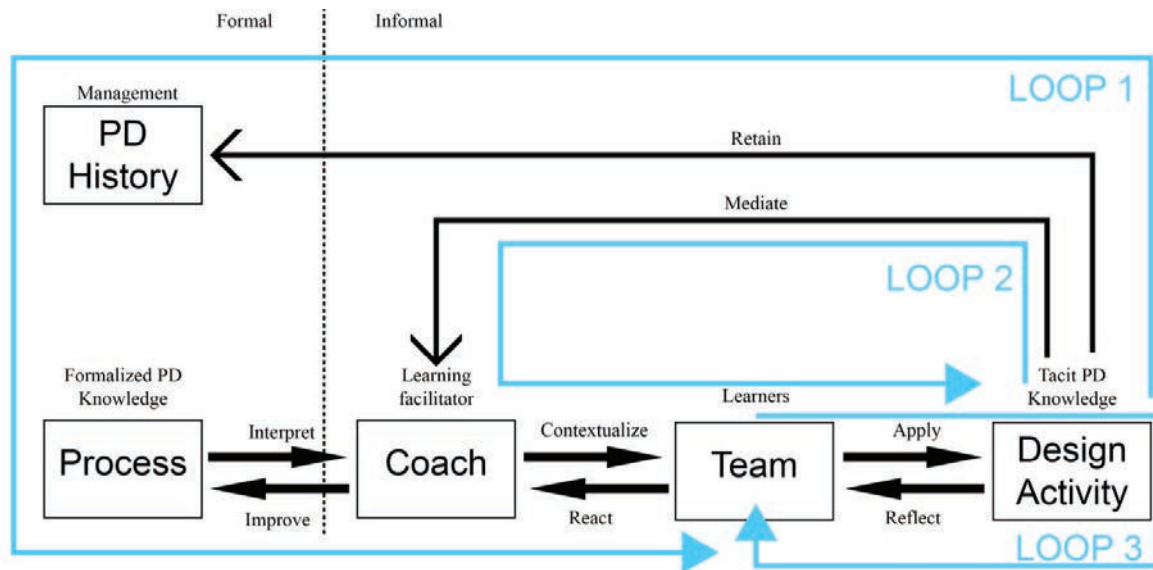 Formal
Informal
LOOP 1
Management
PD
History
Retain
Mediate
LOOP 2
Formalized PD
Knowledge
Learning
facilitator
Learners
Tacit PD
Knowledge
Process
Interpret
Improve
Coach
Contextualize
React
Team
Apply
Reflect
Design
Activity
LOOP 3